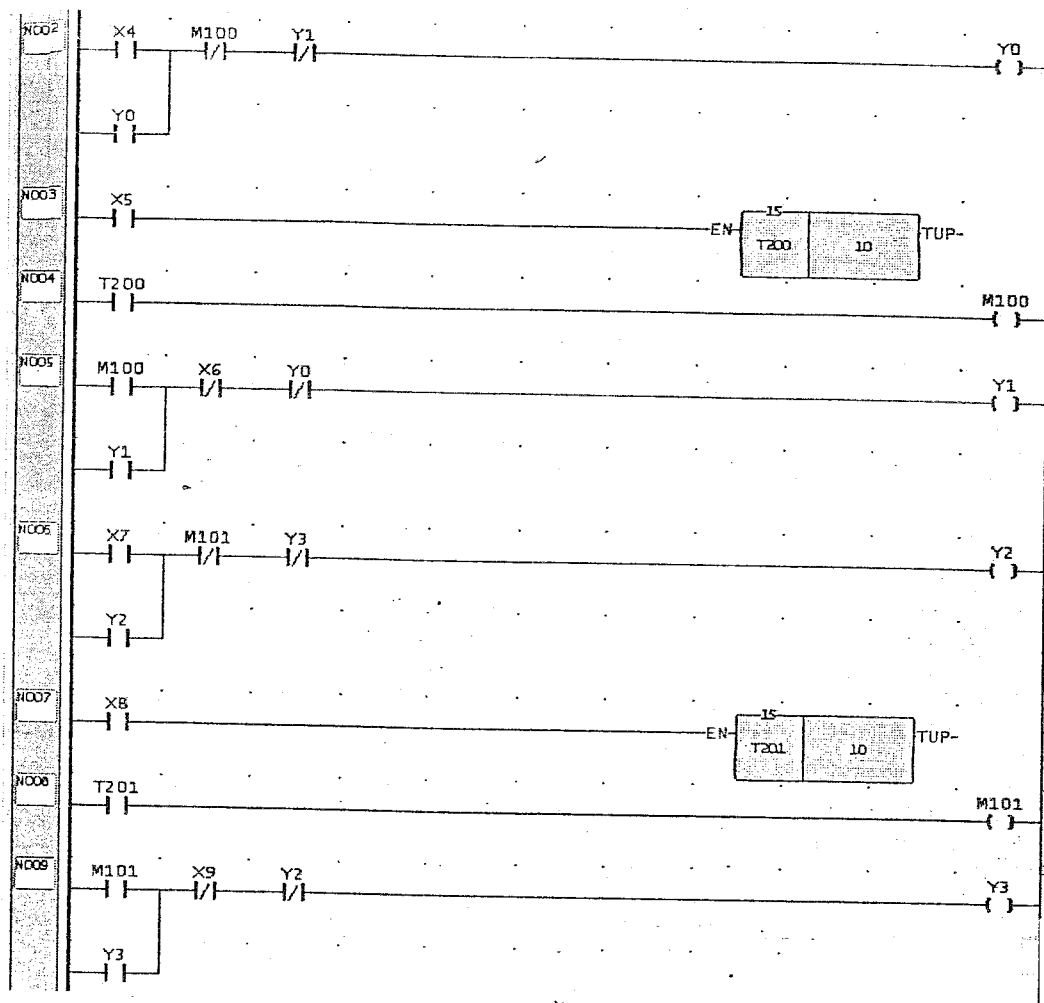 N002
X4 M100 Y1 Y0
Y0
N003
X5
EN 1S T200 10 TUP
N004
T200 M100
N005
M100 X6 Y0 Y1
Y1
N006
X7 M101 Y3 Y2
Y2
N007
X8
EN 1S T201 10 TUP
N008
T201 M101
N009
M101 X9 Y2 Y3
Y3